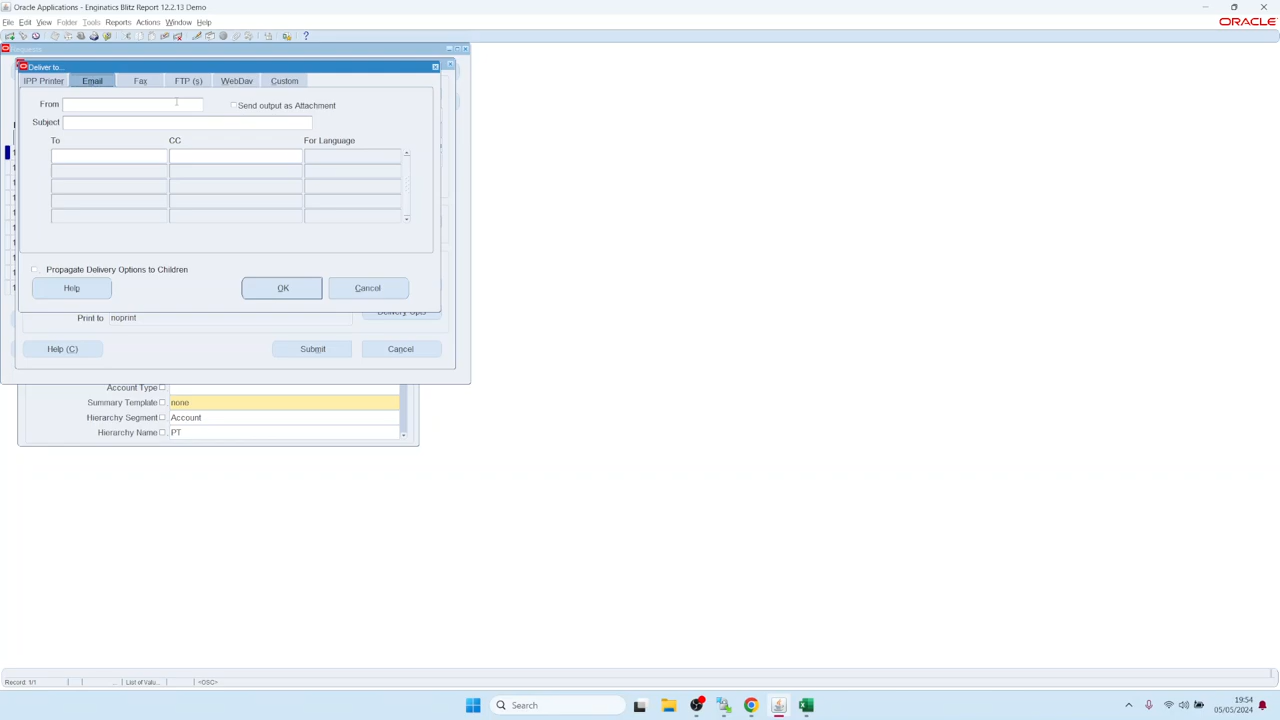 Oracle Applications - Enginatics Blitz Report 12.2.13 Demo
File Edit View Folder Tools Reports Actions Window Help
ORACLE
Requests
Deliver to...
IPP Printer Email Fax FTP (s) WebDav Custom
From
Send output as Attachment
Subject
To CC For Language
Propagate Delivery Options to Children
Help OK Cancel
Print to noprint
Help (C) Submit Cancel
Account Type
Summary Template none
Hierarchy Segment Account
Hierarchy Name PT
Record: 1/1 ... List of Valu... <OSC>
Search
19:54
05/05/2024